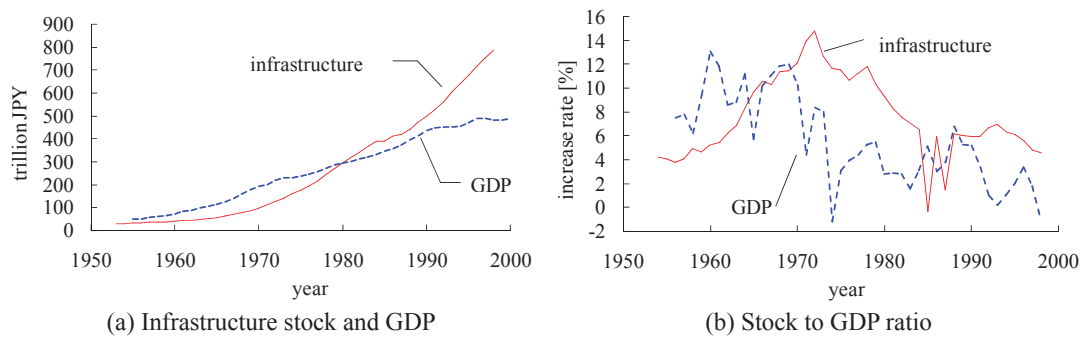 trillion JPY
900
800
700
600
500
400
300
200
100
0
infrastructure
GDP
1950 1960 1970 1980 1990 2000
year
(a) Infrastructure stock and GDP
increase rate [%]
16
14
12
10
8
6
4
2
0
-2
infrastructure
GDP
1950 1960 1970 1980 1990 2000
year
(b) Stock to GDP ratio